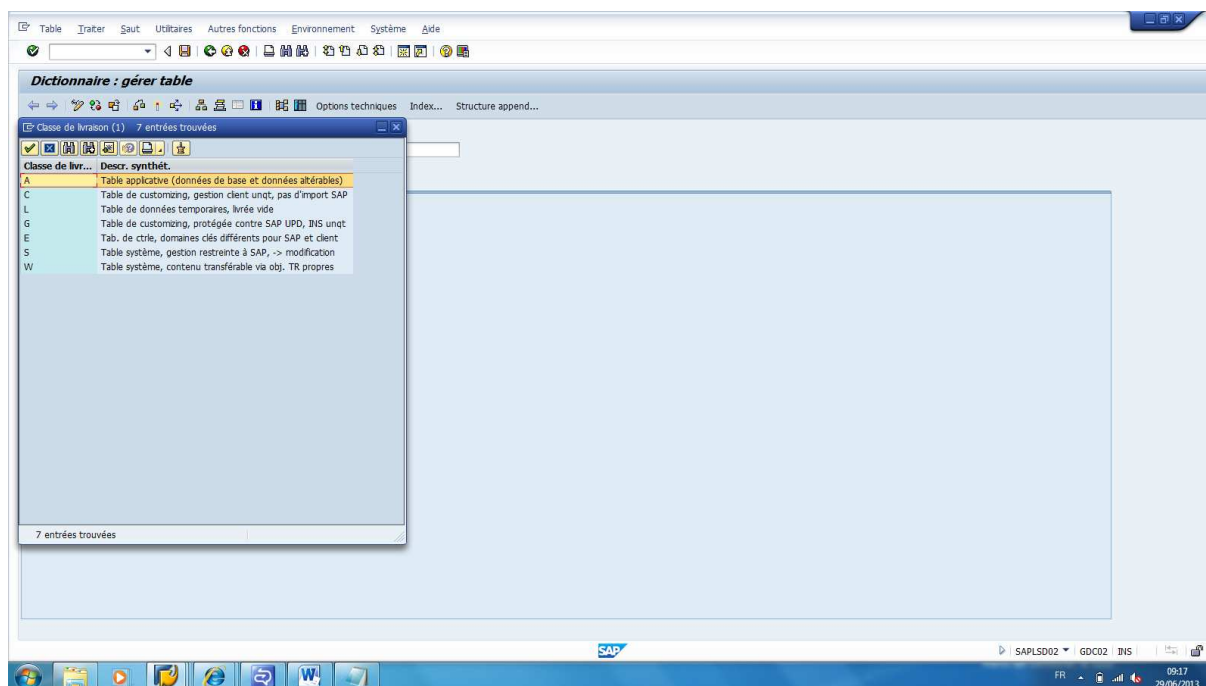 Table Traiter Saut Utilitaires Autres fonctions Environnement Système Aide
Dictionnaire : gérer table
Options techniques Index... Structure append...
Classe de livraison (1) 7 entrées trouvées
Classe de livr... Descr. synthét.
A Table applicative (données de base et données altérables)
C Table de customizing, gestion client unqt, pas d'import SAP
L Table de données temporaires, livrée vide
G Table de customizing, protégée contre SAP UPD, INS unqt
E Tab. de ctrle, domaines clés différents pour SAP et client
S Table système, gestion restreinte à SAP, -> modification
W Table système, contenu transférable via obj. TR propres
7 entrées trouvées
SAP
SAPLSD02 GDC02 INS
FR 09:17
29/06/2013